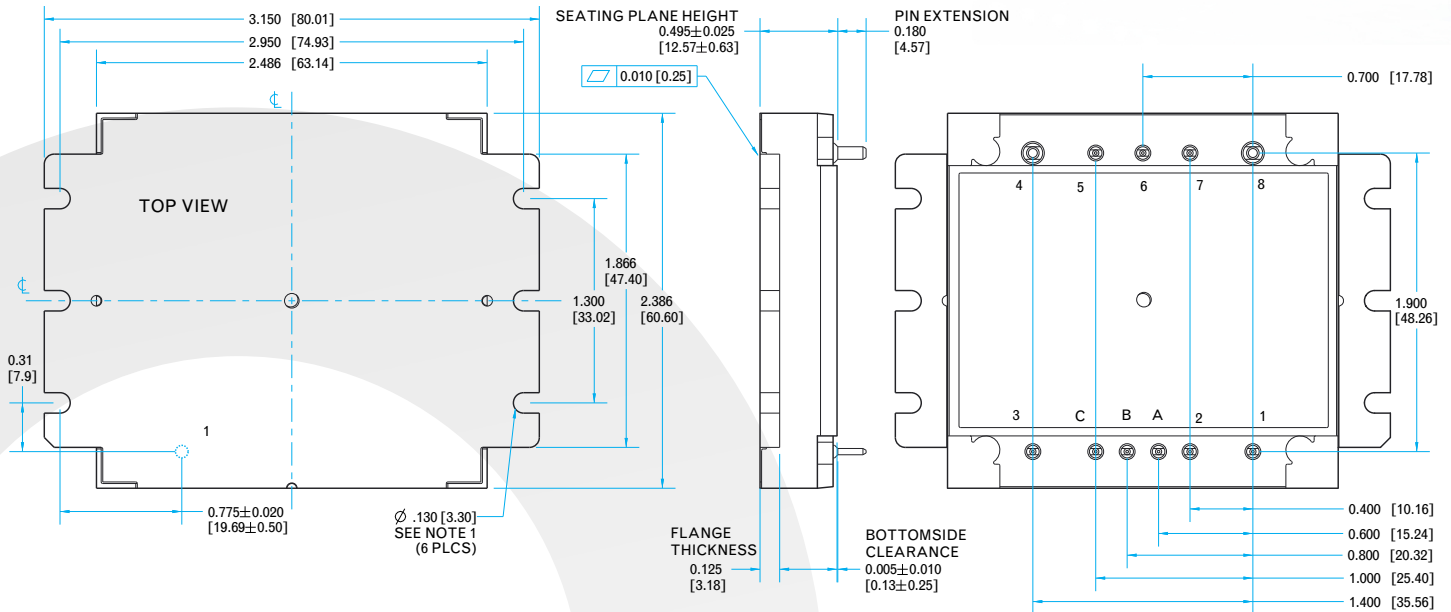 3.150 [80.01]
2.950 [74.93]
2.486 [63.14]
℄
℄
TOP VIEW
1.866
[47.40]
1.300
[33.02]
2.386
[60.60]
0.31
[7.9]
1
0.775±0.020
[19.69±0.50]
Ø .130 [3.30]
SEE NOTE 1
(6 PLCS)
SEATING PLANE HEIGHT
0.495±0.025
[12.57±0.63]
PIN EXTENSION
0.180
[4.57]
⏥ 0.010 [0.25]
FLANGE
THICKNESS
0.125
[3.18]
BOTTOMSIDE
CLEARANCE
0.005±0.010
[0.13±0.25]
0.700 [17.78]
4 5 6 7 8
1.900
[48.26]
3 C B A 2 1
0.400 [10.16]
0.600 [15.24]
0.800 [20.32]
1.000 [25.40]
1.400 [35.56]